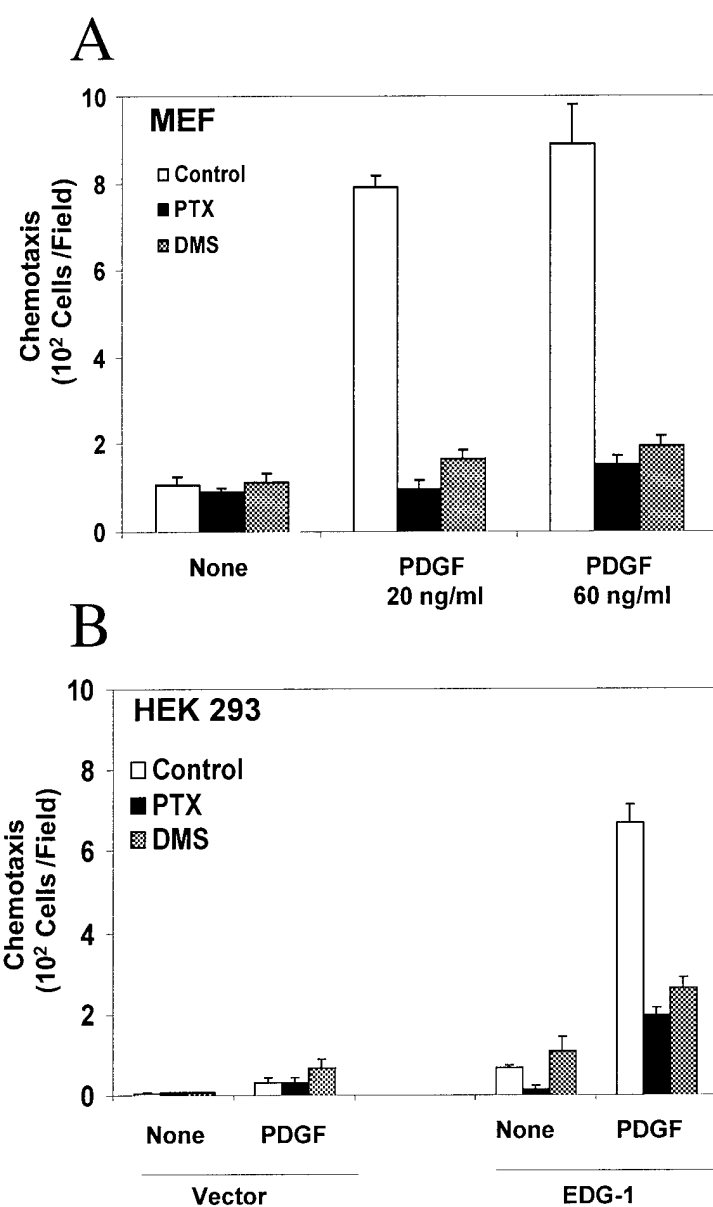 A
MEF
Control
PTX
DMS
Chemotaxis
(10² Cells /Field)
10
8
6
4
2
0
None
PDGF
20 ng/ml
PDGF
60 ng/ml
B
HEK 293
Control
PTX
DMS
Chemotaxis
(10² Cells /Field)
10
8
6
4
2
0
None
PDGF
None
PDGF
Vector
EDG-1